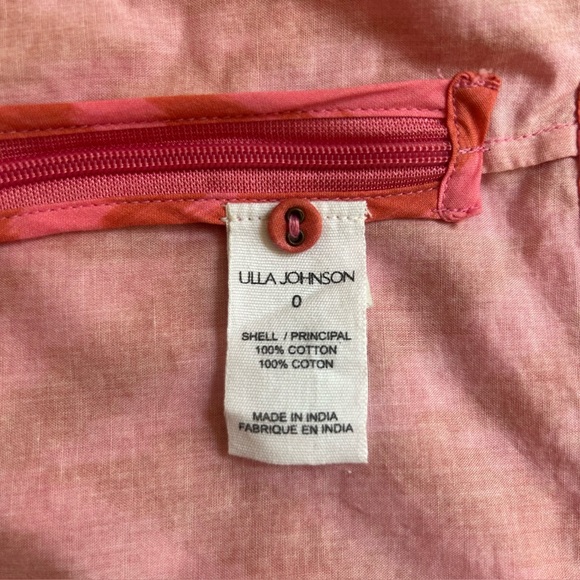 ULLA JOHNSON
0
SHELL / PRINCIPAL
100% COTTON
100% COTON
MADE IN INDIA
FABRIQUE EN INDIA